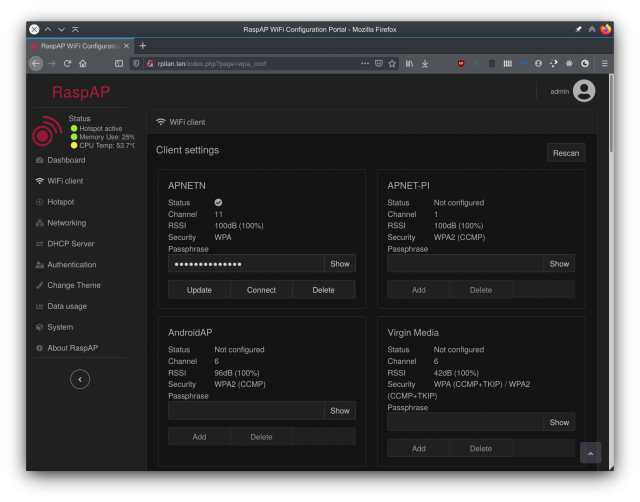 RaspAP WiFi Configuration Portal - Mozilla Firefox
RaspAP WiFi Configuratio
rpilan.lan/index.php?page=wpa_conf
RaspAP
admin
Status
Hotspot active
Memory Use: 25%
CPU Temp: 53.7°C
Dashboard
WiFi client
Hotspot
Networking
DHCP Server
Authentication
Change Theme
Data usage
System
About RaspAP
WiFi client
Client settings
Rescan
APNETN
Status
Channel 11
RSSI 100dB (100%)
Security WPA
Passphrase
•••••••••••••• Show
Update Connect Delete
APNET-PI
Status Not configured
Channel 1
RSSI 100dB (100%)
Security WPA2 (CCMP)
Passphrase
Show
Add Delete
AndroidAP
Status Not configured
Channel 6
RSSI 96dB (100%)
Security WPA2 (CCMP)
Passphrase
Show
Add Delete
Virgin Media
Status Not configured
Channel 6
RSSI 42dB (100%)
Security WPA (CCMP+TKIP) / WPA2
(CCMP+TKIP)
Passphrase
Show
Add Delete